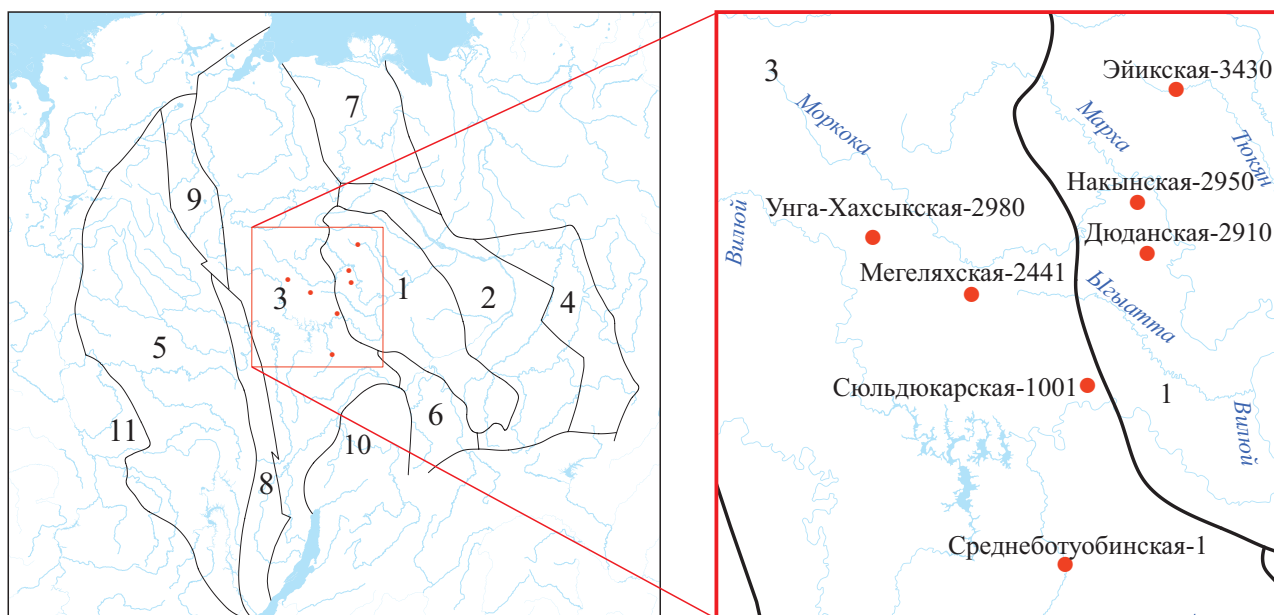 7
9
3
1
2
4
5
6
11
10
8
3
Эйикская-3430
Моркока
Марха
Тюкян
Накынская-2950
Унга-Хахсыкская-2980
Вилюй
Дюданская-2910
Мегеляхская-2441
Ыгыатта
Сюльдюкарская-1001
1
Вилюй
Среднеботуобинская-1